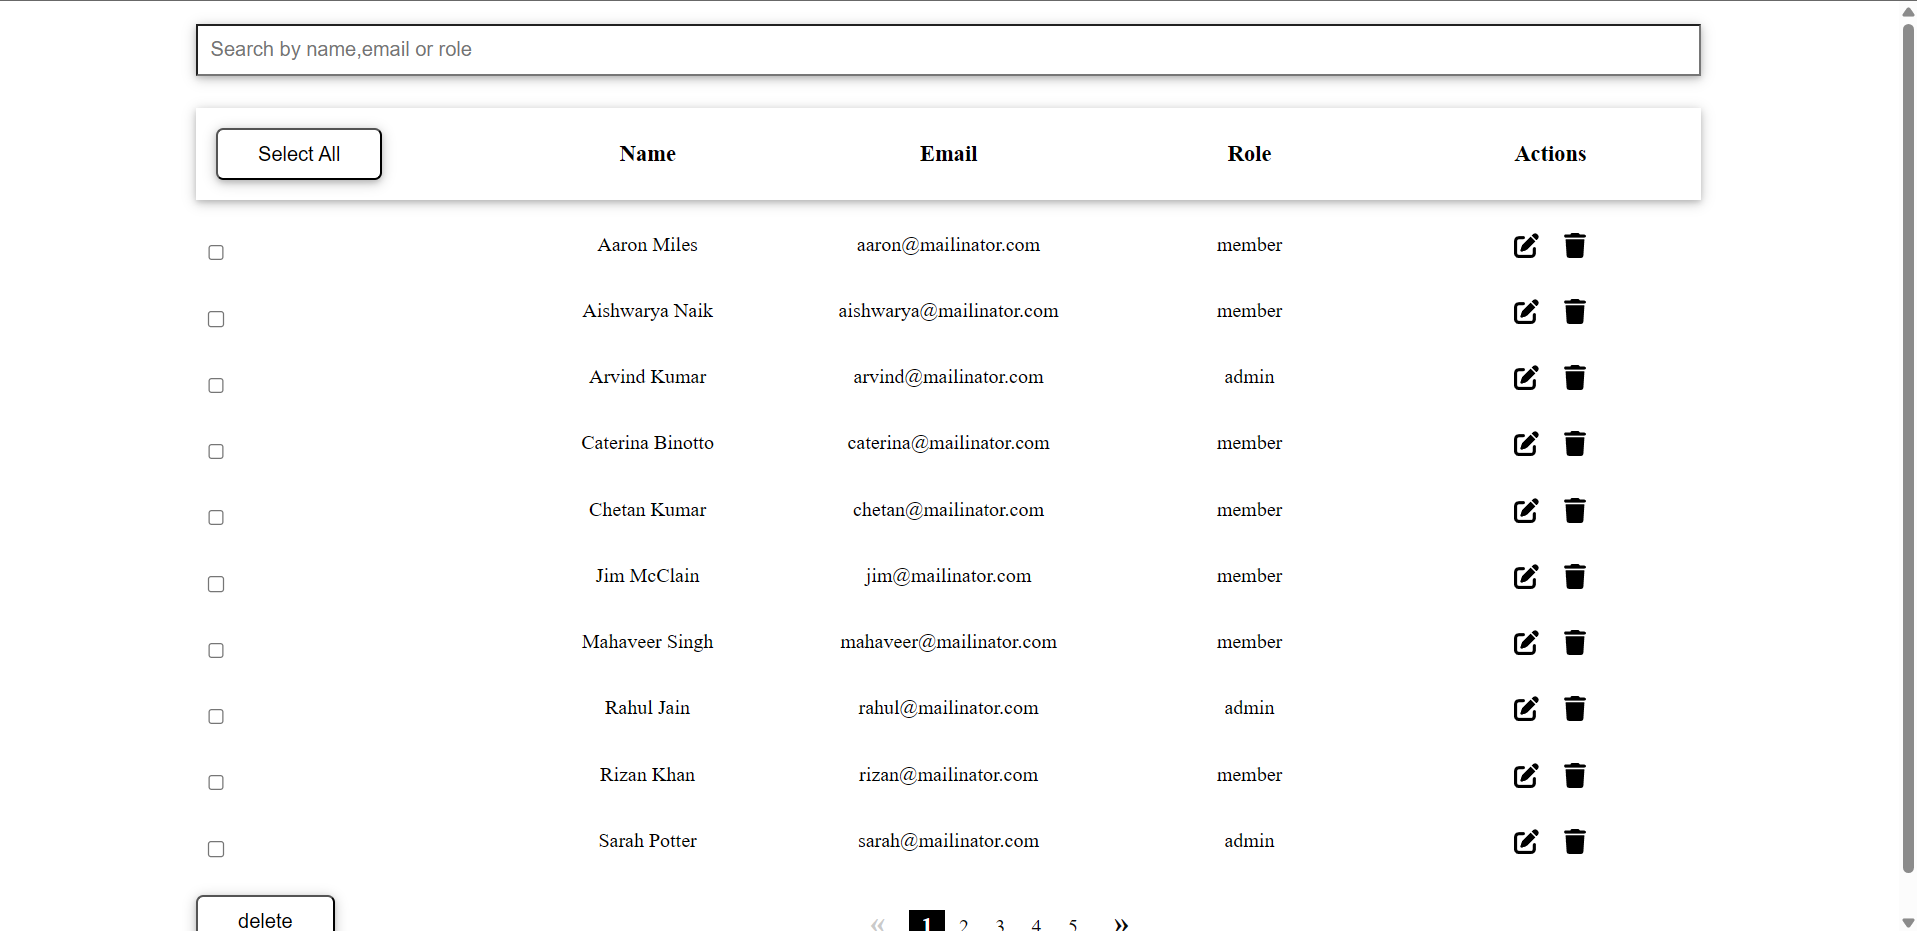 Search by name,email or role
Select All Name Email Role Actions
Aaron Miles aaron@mailinator.com member
Aishwarya Naik aishwarya@mailinator.com member
Arvind Kumar arvind@mailinator.com admin
Caterina Binotto caterina@mailinator.com member
Chetan Kumar chetan@mailinator.com member
Jim McClain jim@mailinator.com member
Mahaveer Singh mahaveer@mailinator.com member
Rahul Jain rahul@mailinator.com admin
Rizan Khan rizan@mailinator.com member
Sarah Potter sarah@mailinator.com admin
delete « 1 2 3 4 5 »